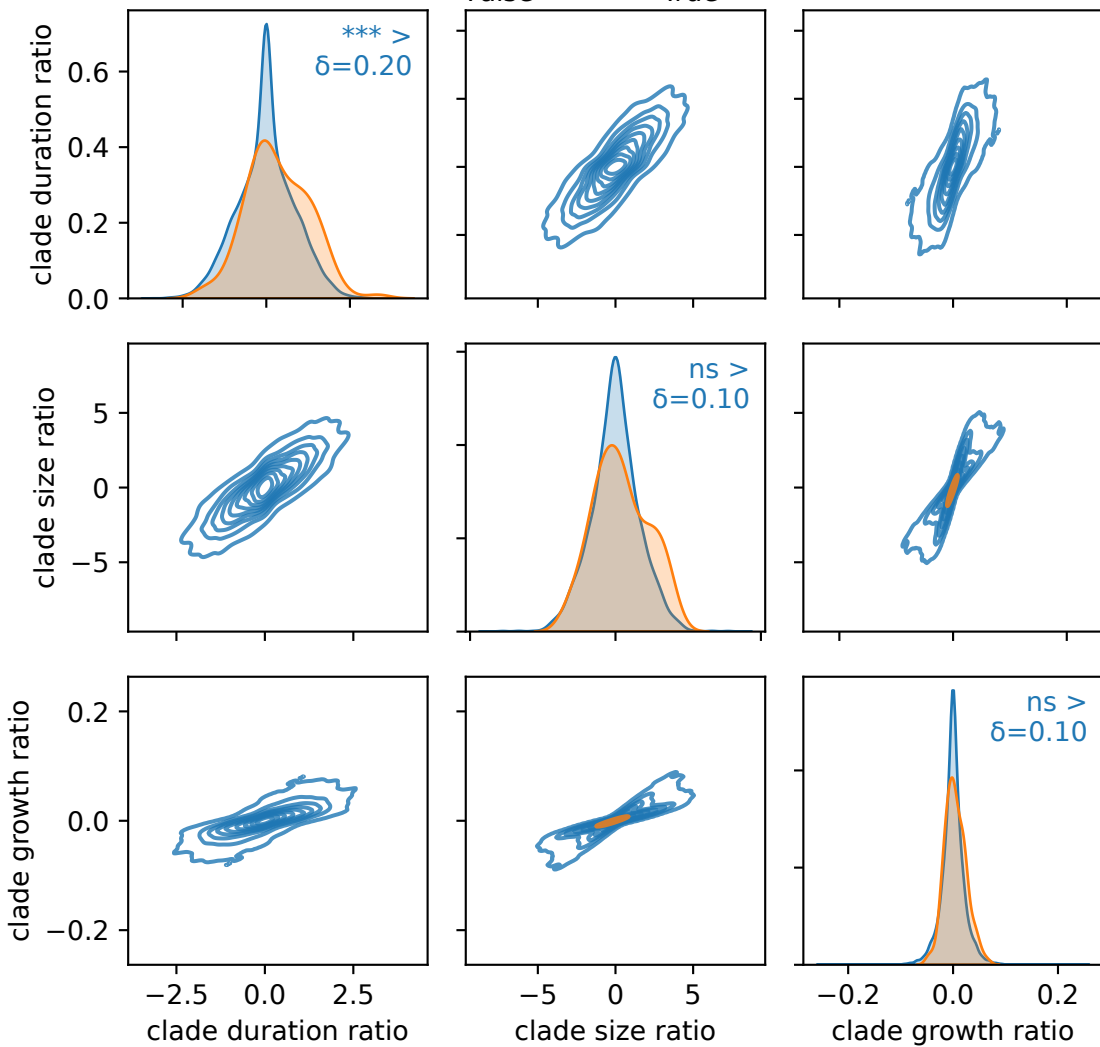 clade duration ratio
0.6
0.4
0.2
0.0
*** >
δ=0.20
clade size ratio
5
0
−5
ns >
δ=0.10
clade growth ratio
0.2
0.0
−0.2
ns >
δ=0.10
−2.5 0.0 2.5
−5 0 5
−0.2 0.0 0.2
clade duration ratio
clade size ratio
clade growth ratio